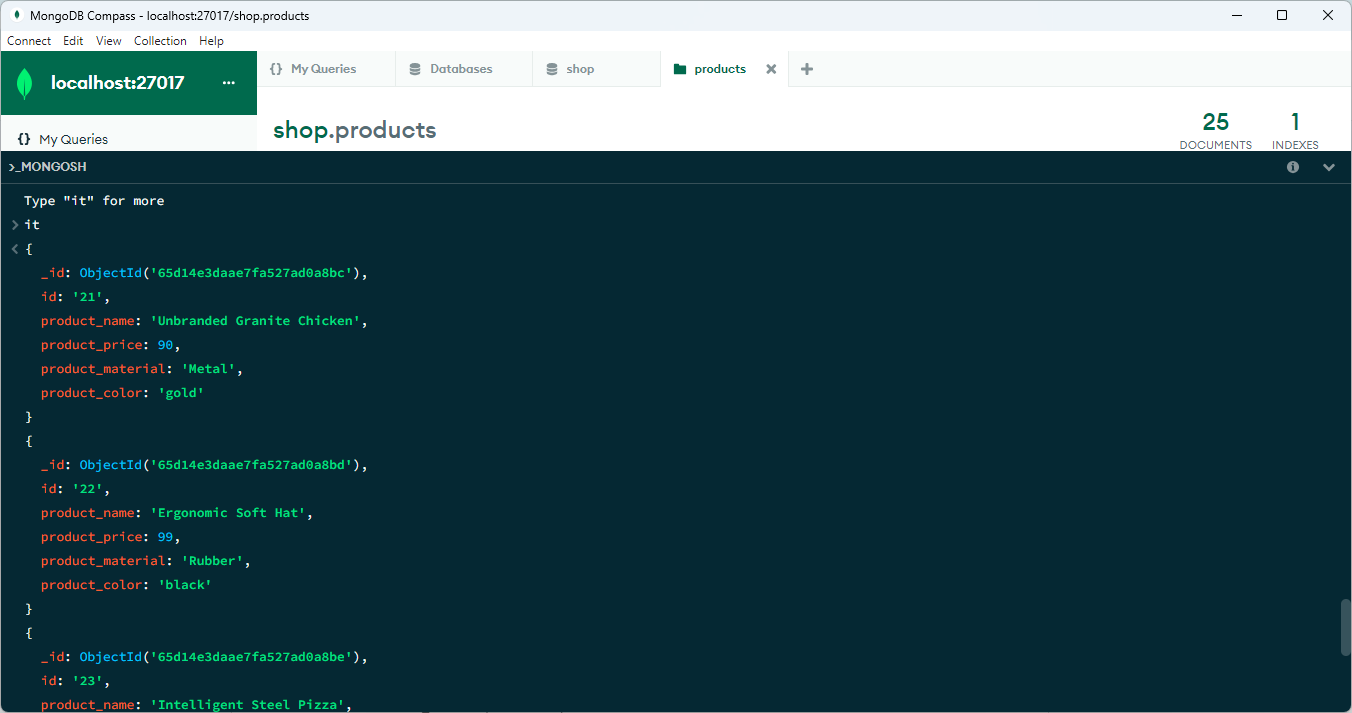 MongoDB Compass - localhost:27017/shop.products
Connect Edit View Collection Help
localhost:27017 ...
{} My Queries Databases shop products
{} My Queries
shop.products
25 DOCUMENTS
1 INDEXES
>_MONGOSH
Type "it" for more
> it
< {
_id: ObjectId('65d14e3daae7fa527ad0a8bc'),
id: '21',
product_name: 'Unbranded Granite Chicken',
product_price: 90,
product_material: 'Metal',
product_color: 'gold'
}
{
_id: ObjectId('65d14e3daae7fa527ad0a8bd'),
id: '22',
product_name: 'Ergonomic Soft Hat',
product_price: 99,
product_material: 'Rubber',
product_color: 'black'
}
{
_id: ObjectId('65d14e3daae7fa527ad0a8be'),
id: '23',
product_name: 'Intelligent Steel Pizza',